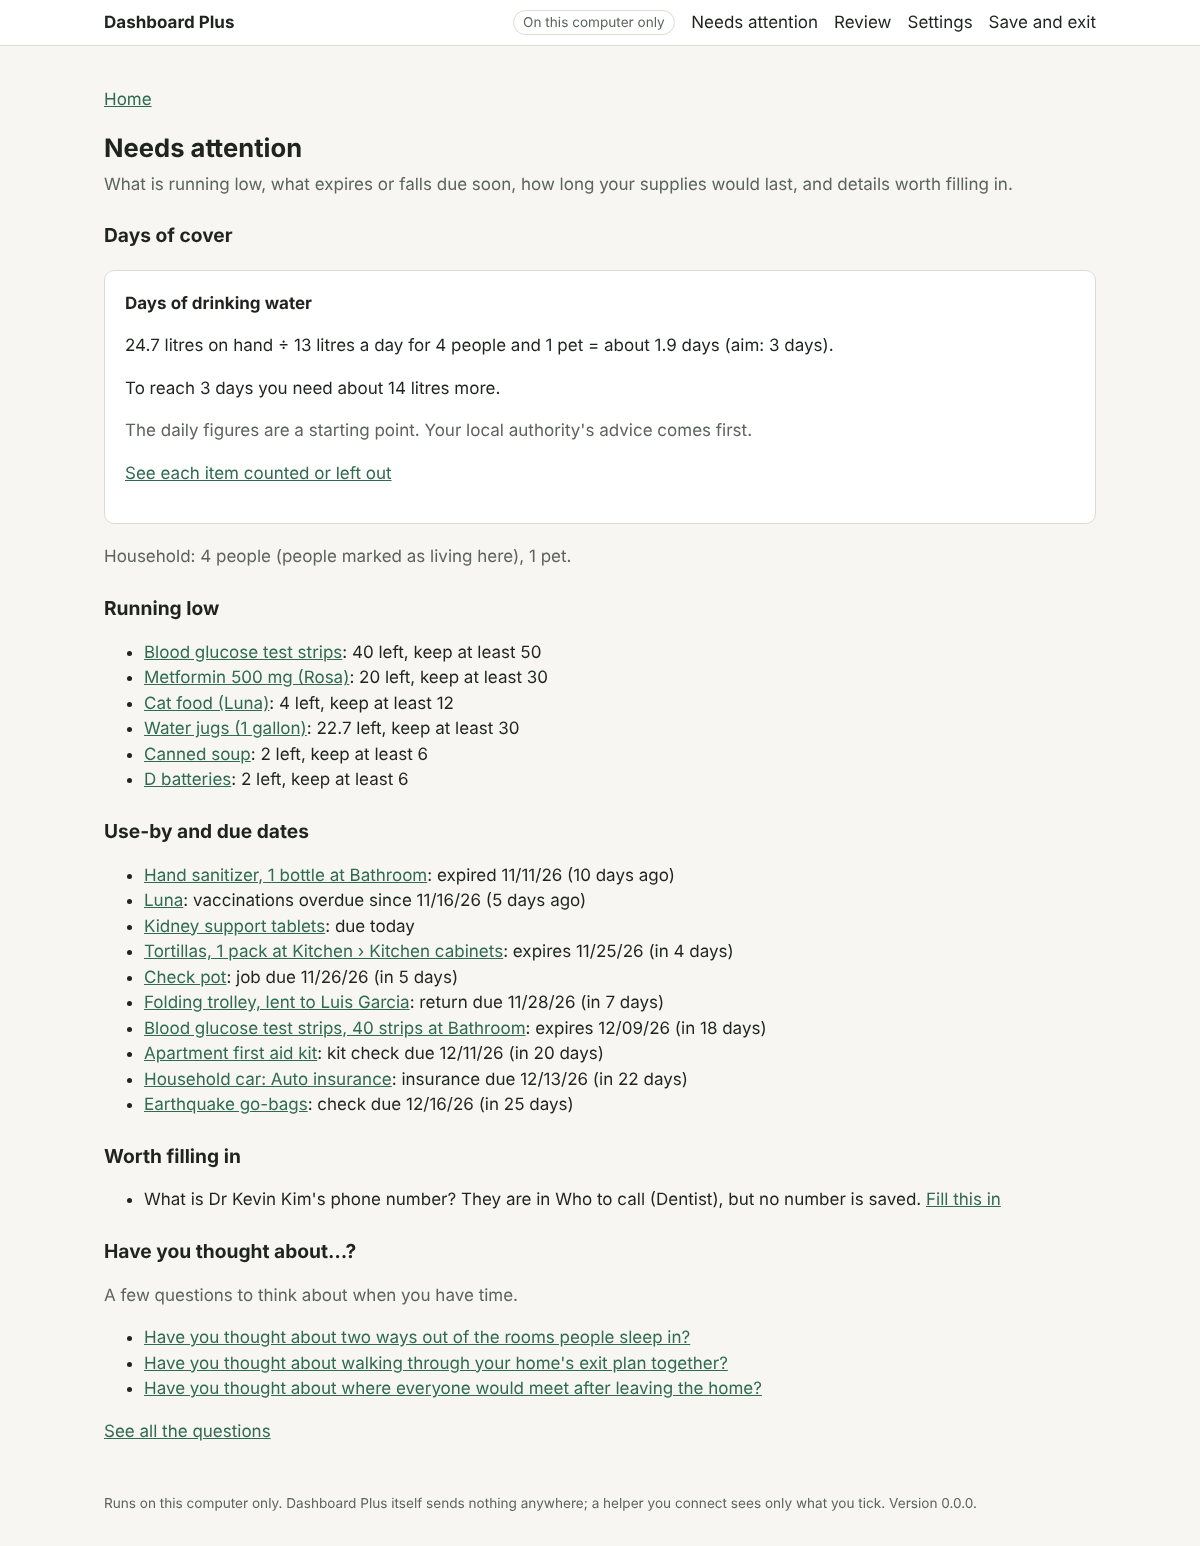 Dashboard Plus
On this computer only
Needs attention
Review
Settings
Save and exit
Home
Needs attention
What is running low, what expires or falls due soon, how long your supplies would last, and details worth filling in.
Days of cover
Days of drinking water
24.7 litres on hand ÷ 13 litres a day for 4 people and 1 pet = about 1.9 days (aim: 3 days).
To reach 3 days you need about 14 litres more.
The daily figures are a starting point. Your local authority's advice comes first.
See each item counted or left out
Household: 4 people (people marked as living here), 1 pet.
Running low
Blood glucose test strips: 40 left, keep at least 50
Metformin 500 mg (Rosa): 20 left, keep at least 30
Cat food (Luna): 4 left, keep at least 12
Water jugs (1 gallon): 22.7 left, keep at least 30
Canned soup: 2 left, keep at least 6
D batteries: 2 left, keep at least 6
Use-by and due dates
Hand sanitizer, 1 bottle at Bathroom: expired 11/11/26 (10 days ago)
Luna: vaccinations overdue since 11/16/26 (5 days ago)
Kidney support tablets: due today
Tortillas, 1 pack at Kitchen › Kitchen cabinets: expires 11/25/26 (in 4 days)
Check pot: job due 11/26/26 (in 5 days)
Folding trolley, lent to Luis Garcia: return due 11/28/26 (in 7 days)
Blood glucose test strips, 40 strips at Bathroom: expires 12/09/26 (in 18 days)
Apartment first aid kit: kit check due 12/11/26 (in 20 days)
Household car: Auto insurance: insurance due 12/13/26 (in 22 days)
Earthquake go-bags: check due 12/16/26 (in 25 days)
Worth filling in
What is Dr Kevin Kim's phone number? They are in Who to call (Dentist), but no number is saved. Fill this in
Have you thought about...?
A few questions to think about when you have time.
Have you thought about two ways out of the rooms people sleep in?
Have you thought about walking through your home's exit plan together?
Have you thought about where everyone would meet after leaving the home?
See all the questions
Runs on this computer only. Dashboard Plus itself sends nothing anywhere; a helper you connect sees only what you tick. Version 0.0.0.